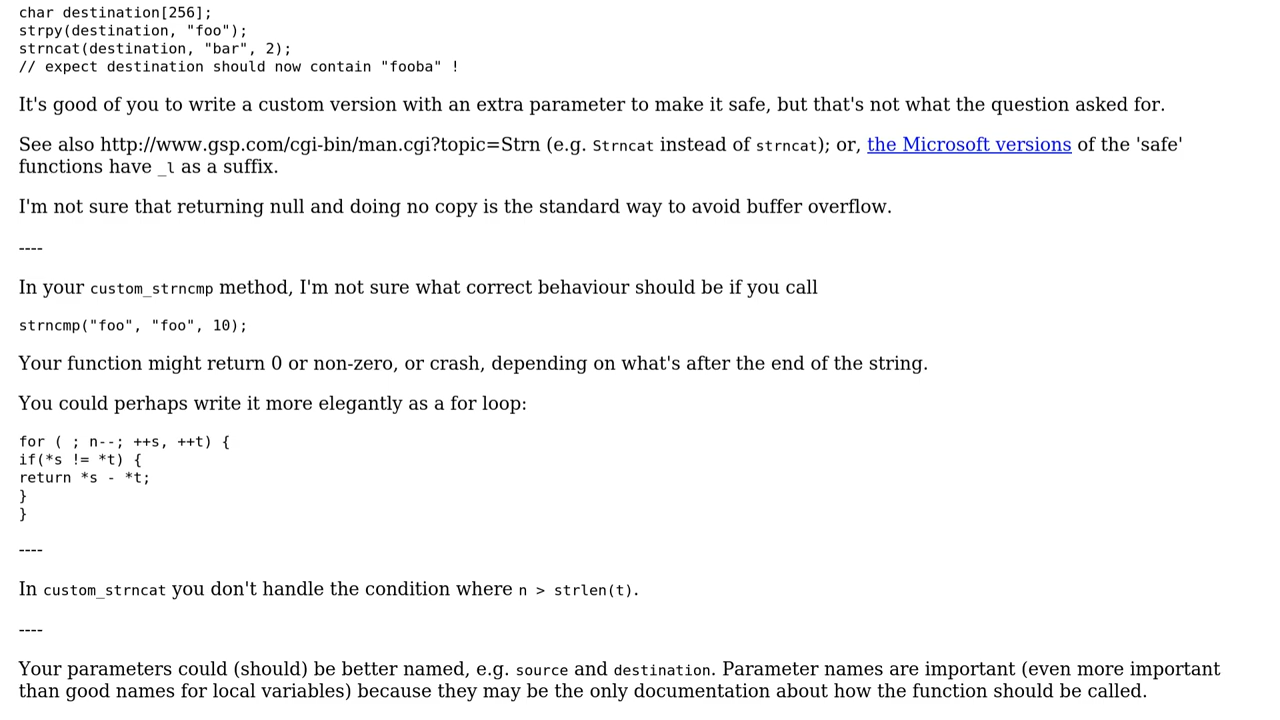 char destination[256];
strpy(destination, "foo");
strncat(destination, "bar", 2);
// expect destination should now contain "fooba" !
It's good of you to write a custom version with an extra parameter to make it safe, but that's not what the question asked for.
See also http://www.gsp.com/cgi-bin/man.cgi?topic=Strn (e.g. Strncat instead of strncat); or, the Microsoft versions of the 'safe'
functions have _l as a suffix.
I'm not sure that returning null and doing no copy is the standard way to avoid buffer overflow.
----
In your custom_strncmp method, I'm not sure what correct behaviour should be if you call
strncmp("foo", "foo", 10);
Your function might return 0 or non-zero, or crash, depending on what's after the end of the string.
You could perhaps write it more elegantly as a for loop:
for ( ; n--; ++s, ++t) {
if(*s != *t) {
return *s - *t;
}
}
----
In custom_strncat you don't handle the condition where n > strlen(t).
----
Your parameters could (should) be better named, e.g. source and destination. Parameter names are important (even more important
than good names for local variables) because they may be the only documentation about how the function should be called.